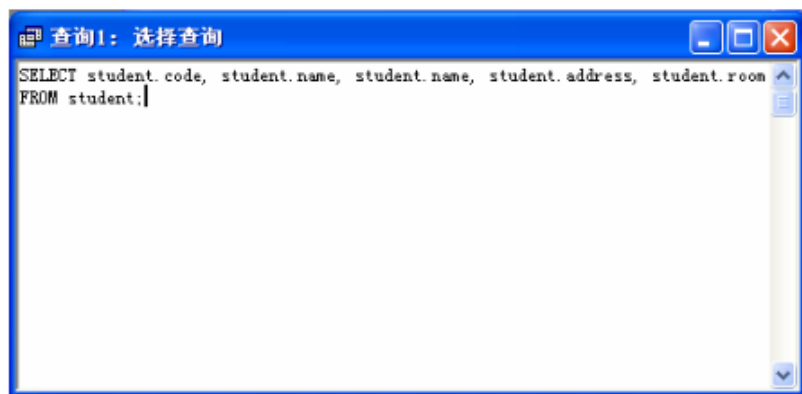 查询1：选择查询
SELECT student.code, student.name, student.name, student.address, student.room
FROM student;